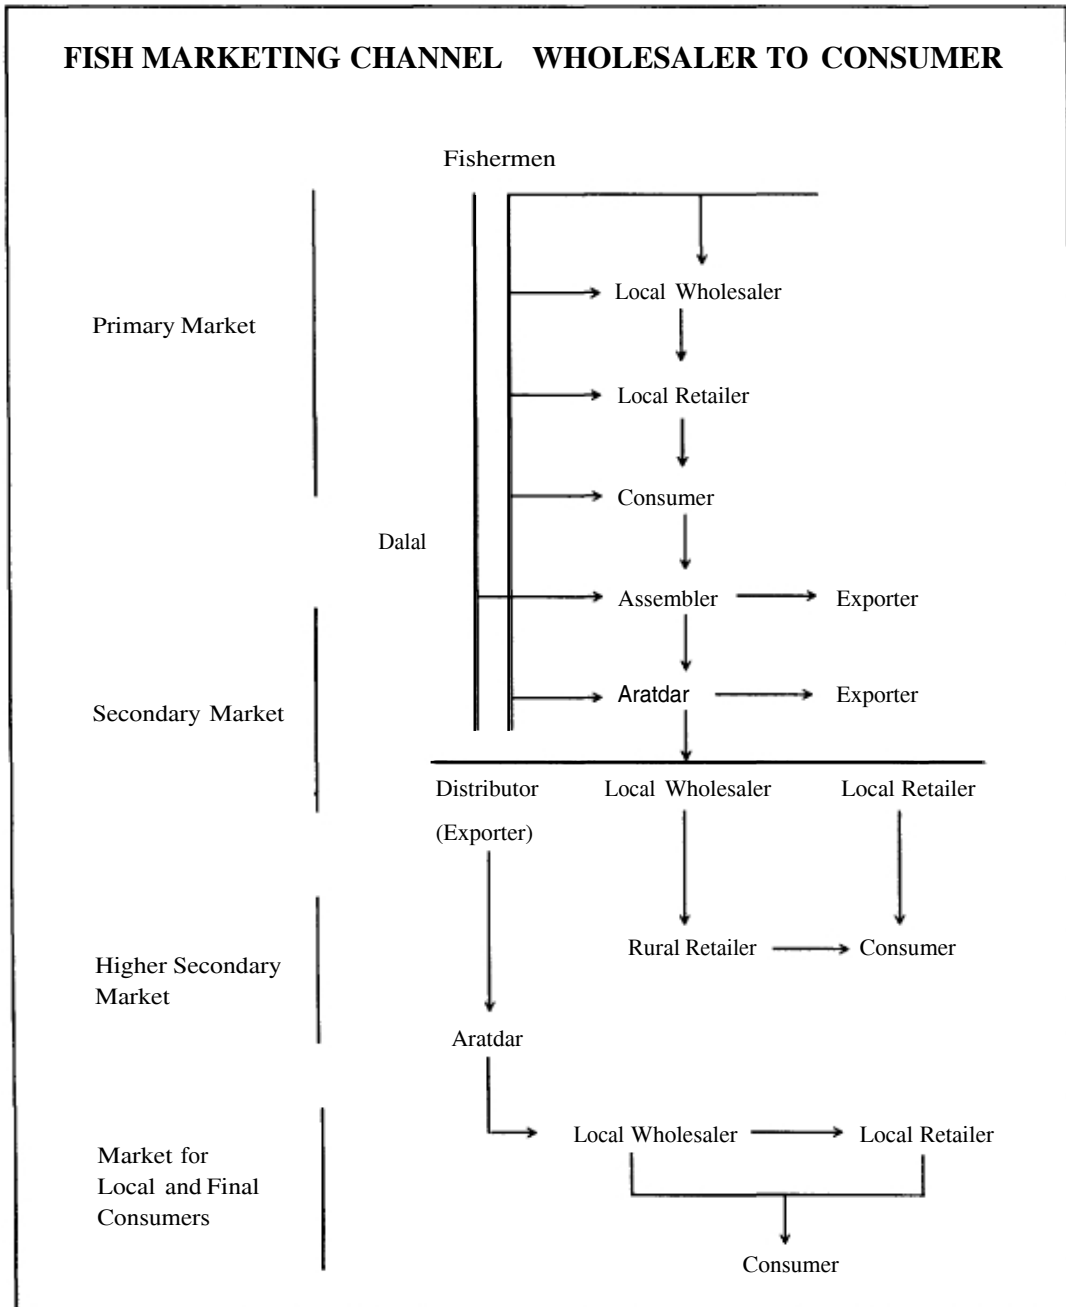 FISH MARKETING CHANNEL WHOLESALER TO CONSUMER
Fishermen
Local Wholesaler
Primary Market
Local Retailer
Consumer
Dalal
Assembler Exporter
Aratdar Exporter
Secondary Market
Distributor Local Wholesaler Local Retailer
(Exporter)
Rural Retailer Consumer
Higher Secondary
Market
Aratdar
Local Wholesaler Local Retailer
Market for
Local and Final
Consumers
Consumer